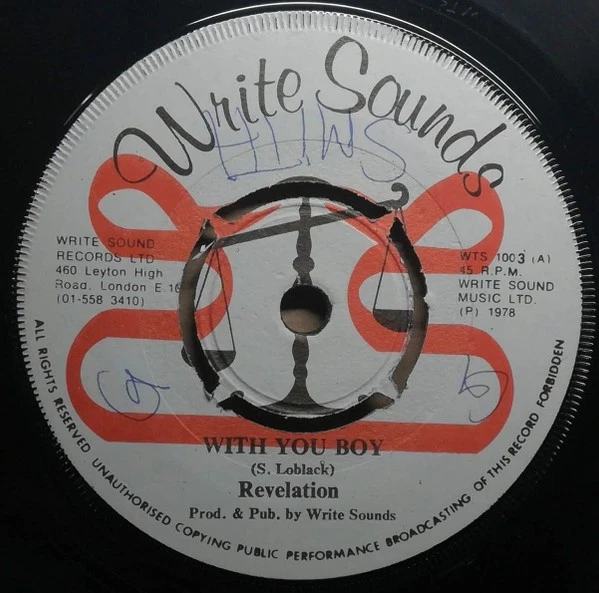 Write Sounds
SMITH
WRITE SOUND
RECORDS LTD
460 Leyton High
Road. London E.10
(01-558 3410)
WTS 1003 (A)
45 R.P.M.
WRITE SOUND
MUSIC LTD.
(P) 1978
WITH YOU BOY
(S. Loblack)
Revelation
Prod. & Pub. by Write Sounds
ALL RIGHTS RESERVED UNAUTHORISED COPYING PUBLIC PERFORMANCE BROADCASTING OF THIS RECORD FORBIDDEN